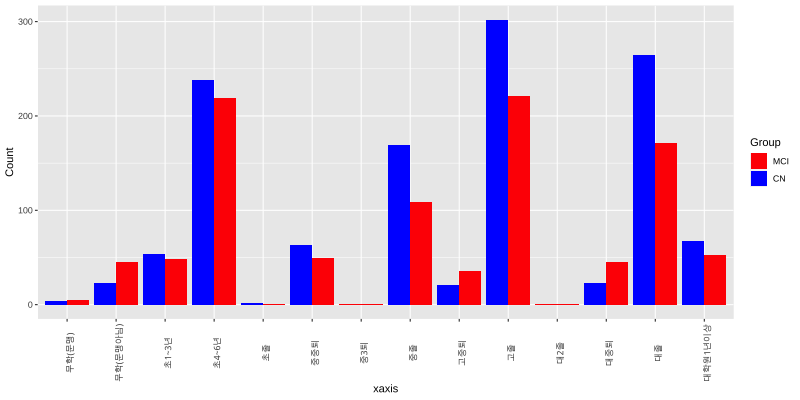 300
200
100
0
Count
무학(문맹)
무학(문맹아님)
초1~3년
초4~6년
초졸
중중퇴
중3퇴
중졸
고중퇴
고졸
대2졸
대중퇴
대졸
대학원1년이상
xaxis
Group
MCI
CN